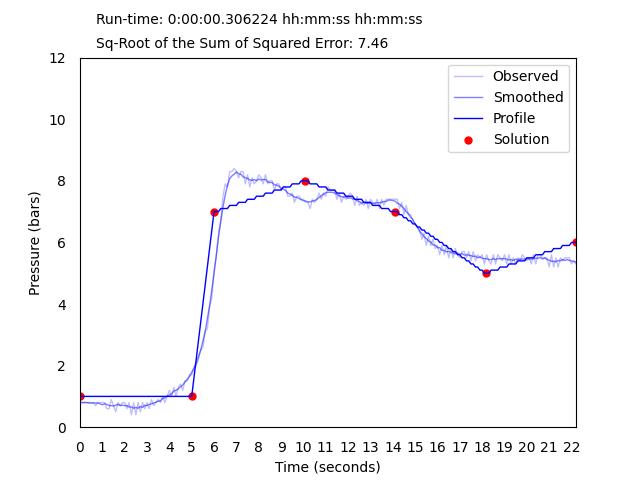 Run-time: 0:00:00.306224 hh:mm:ss hh:mm:ss
Sq-Root of the Sum of Squared Error: 7.46
12
10
8
6
4
2
0
Pressure (bars)
Observed
Smoothed
Profile
Solution
0 1 2 3 4 5 6 7 8 9 10 11 12 13 14 15 16 17 18 19 20 21 22
Time (seconds)